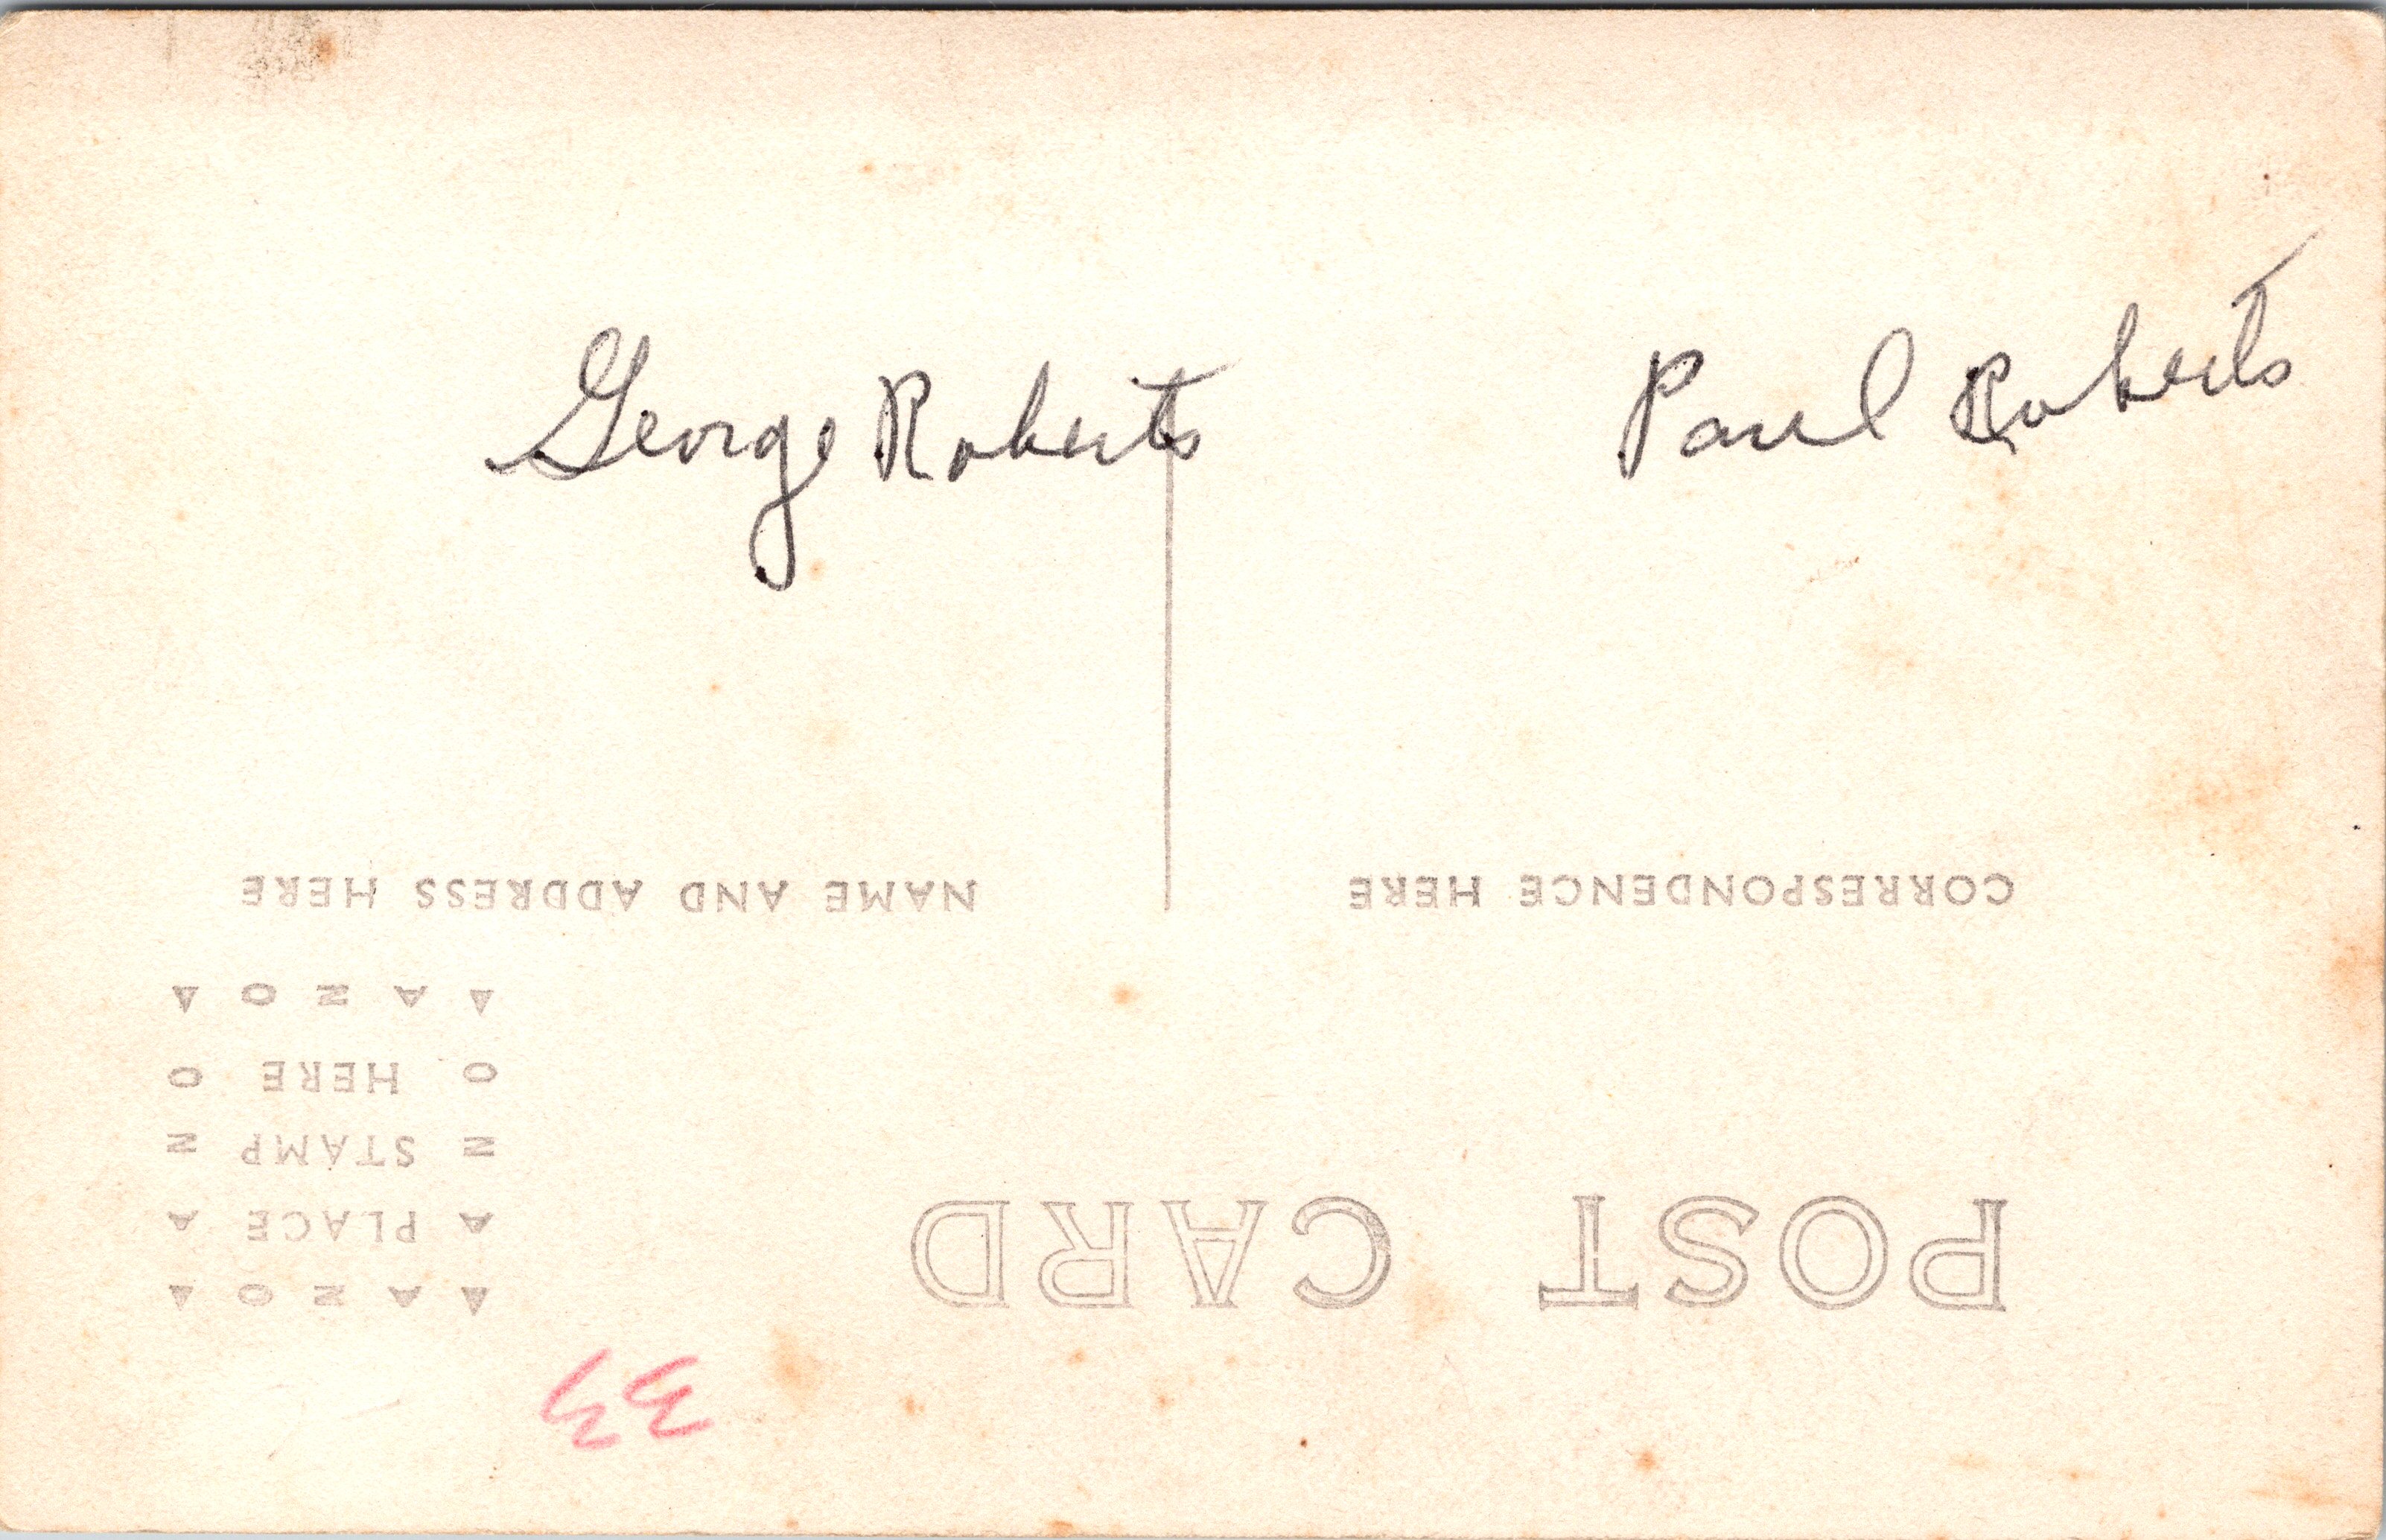 George Roberts Paul Roberts
33
POST CARD
A Z O
A PLACE A
Z STAMP Z
O HERE O
A Z O
CORRESPONDENCE HERE
NAME AND ADDRESS HERE